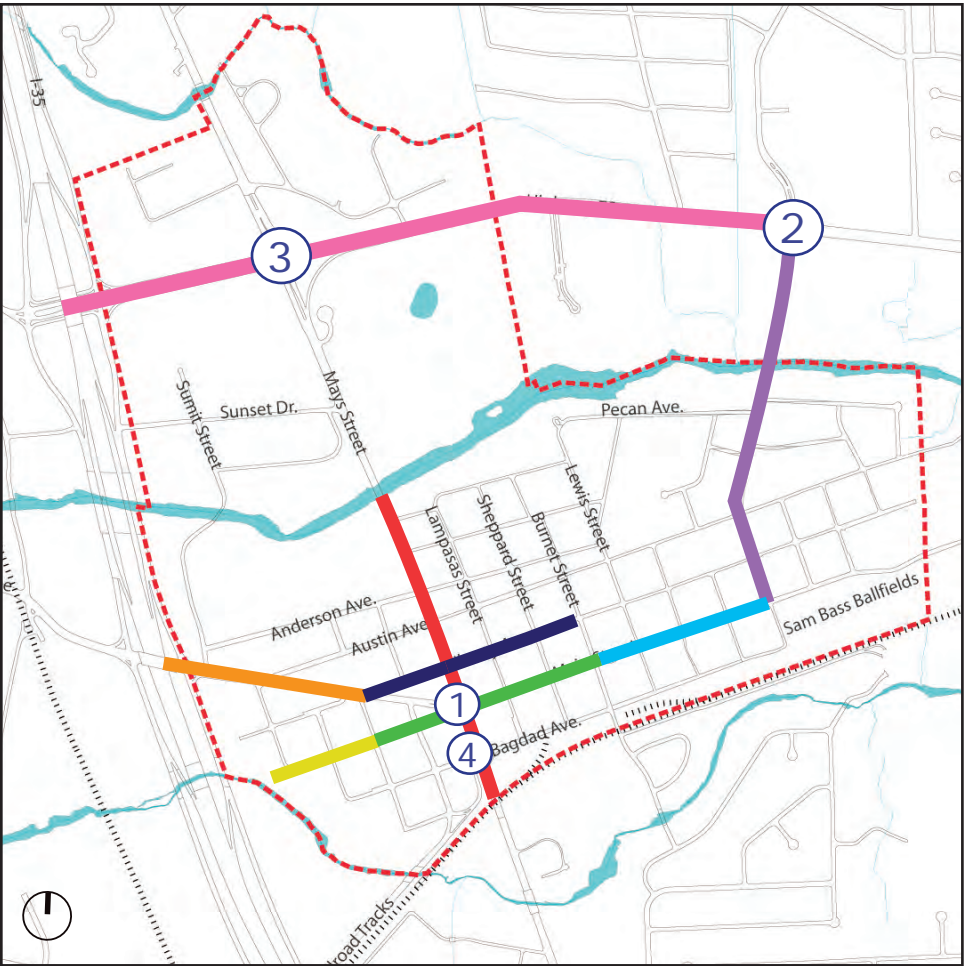 I-35
2
3
Sumit Street
Sunset Dr.
Mays Street
Pecan Ave.
Lampasas Street
Sheppard Street
Burnet Street
Lewis Street
Anderson Ave.
Austin Ave
Sam Bass Ballfields
1
4
Bagdad Ave.
road Tracks